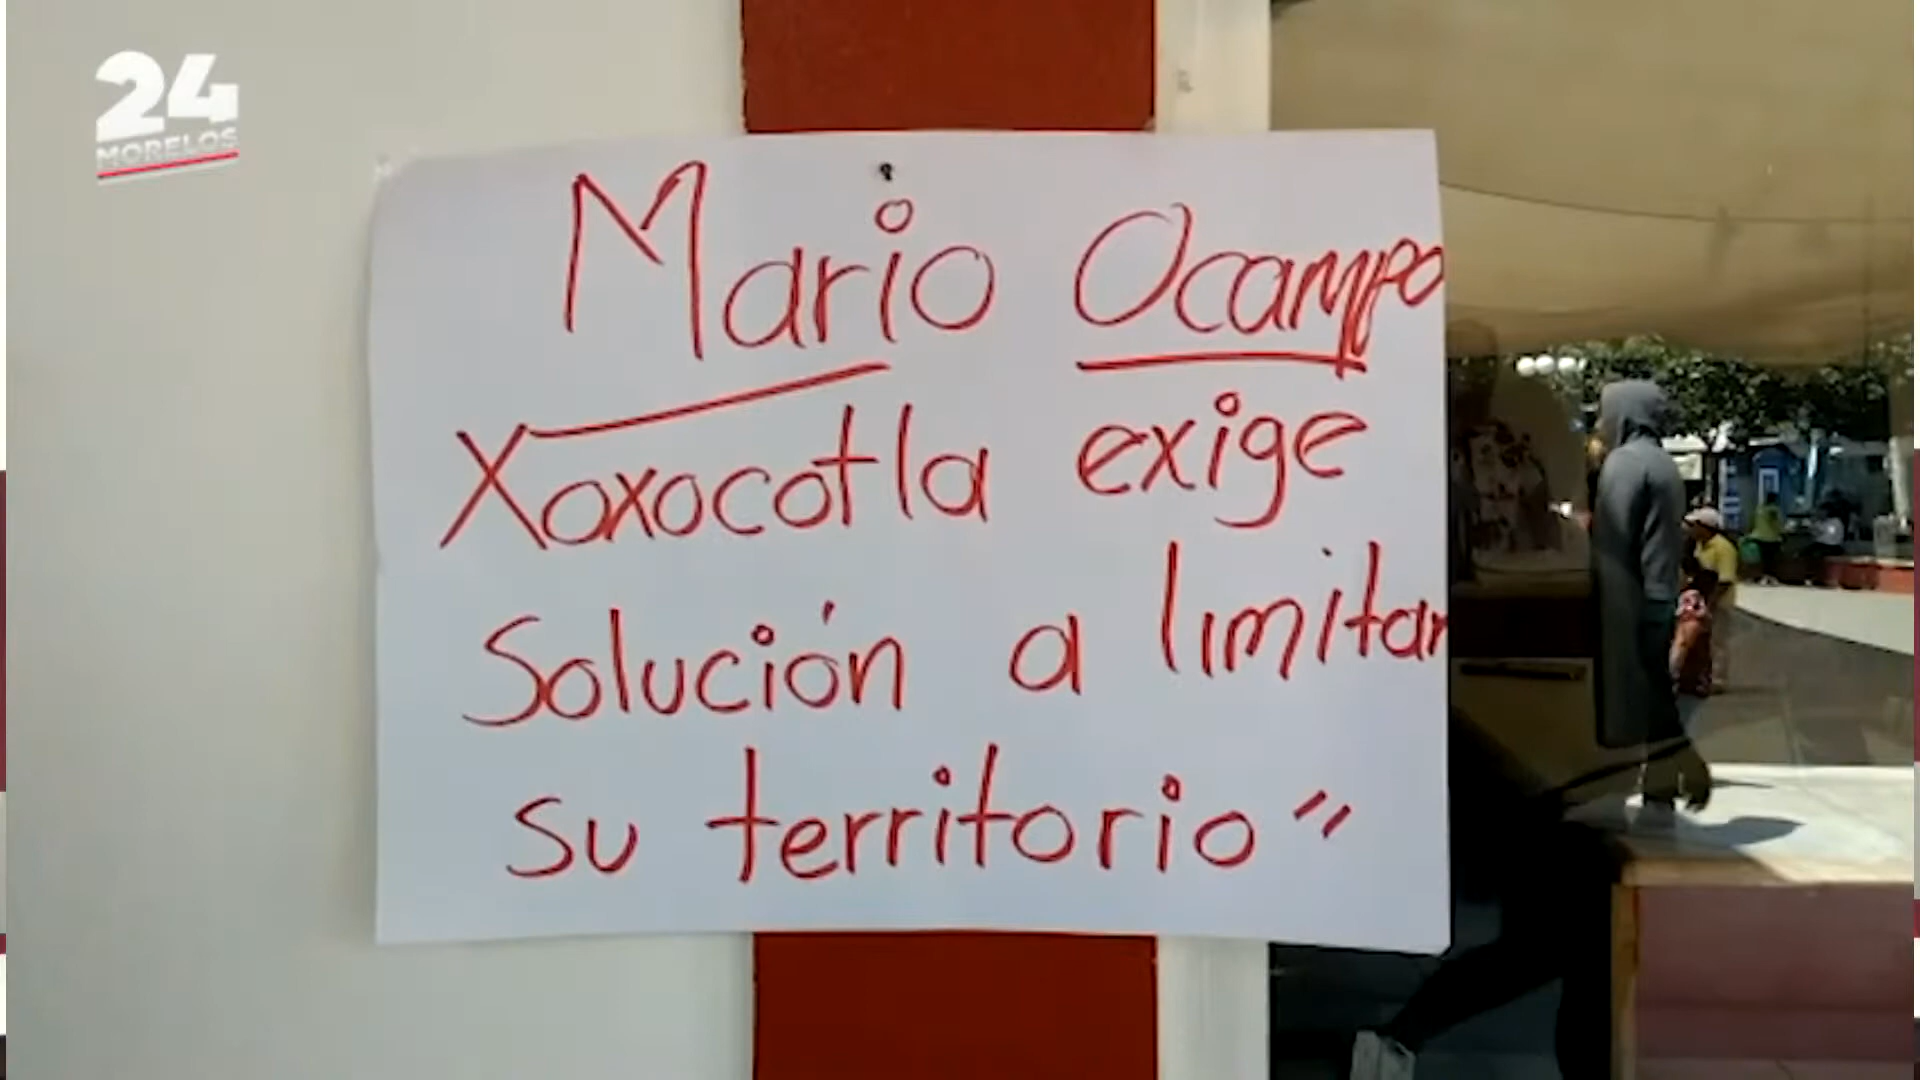 24
MORELOS
Mario Ocampo
Xoxocotla exige
Solución a limitar
su territorio"